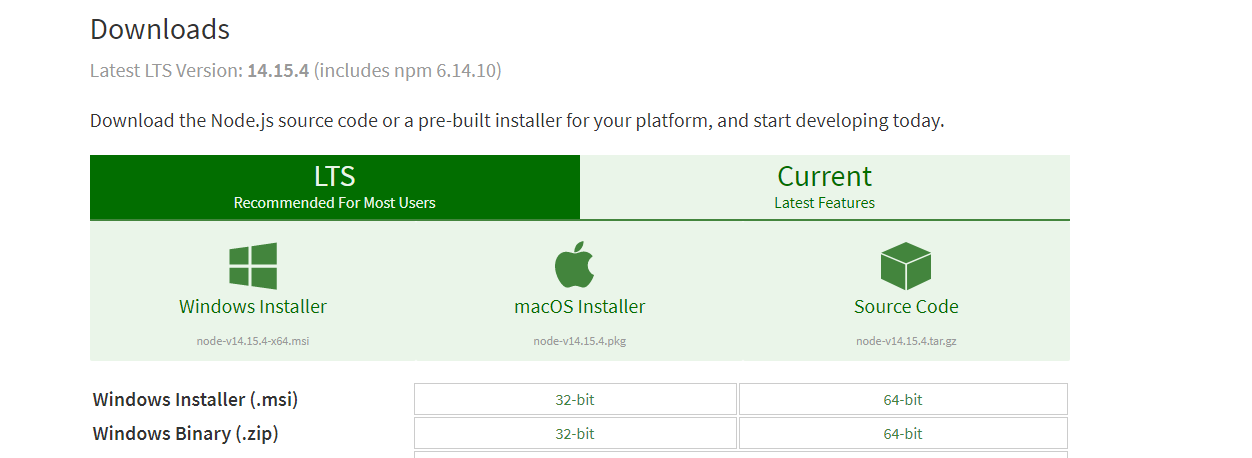 Downloads
Latest LTS Version: 14.15.4 (includes npm 6.14.10)
Download the Node.js source code or a pre-built installer for your platform, and start developing today.
LTS
Recommended For Most Users
Current
Latest Features
Windows Installer
node-v14.15.4-x64.msi
macOS Installer
node-v14.15.4.pkg
Source Code
node-v14.15.4.tar.gz
Windows Installer (.msi) 32-bit 64-bit
Windows Binary (.zip) 32-bit 64-bit